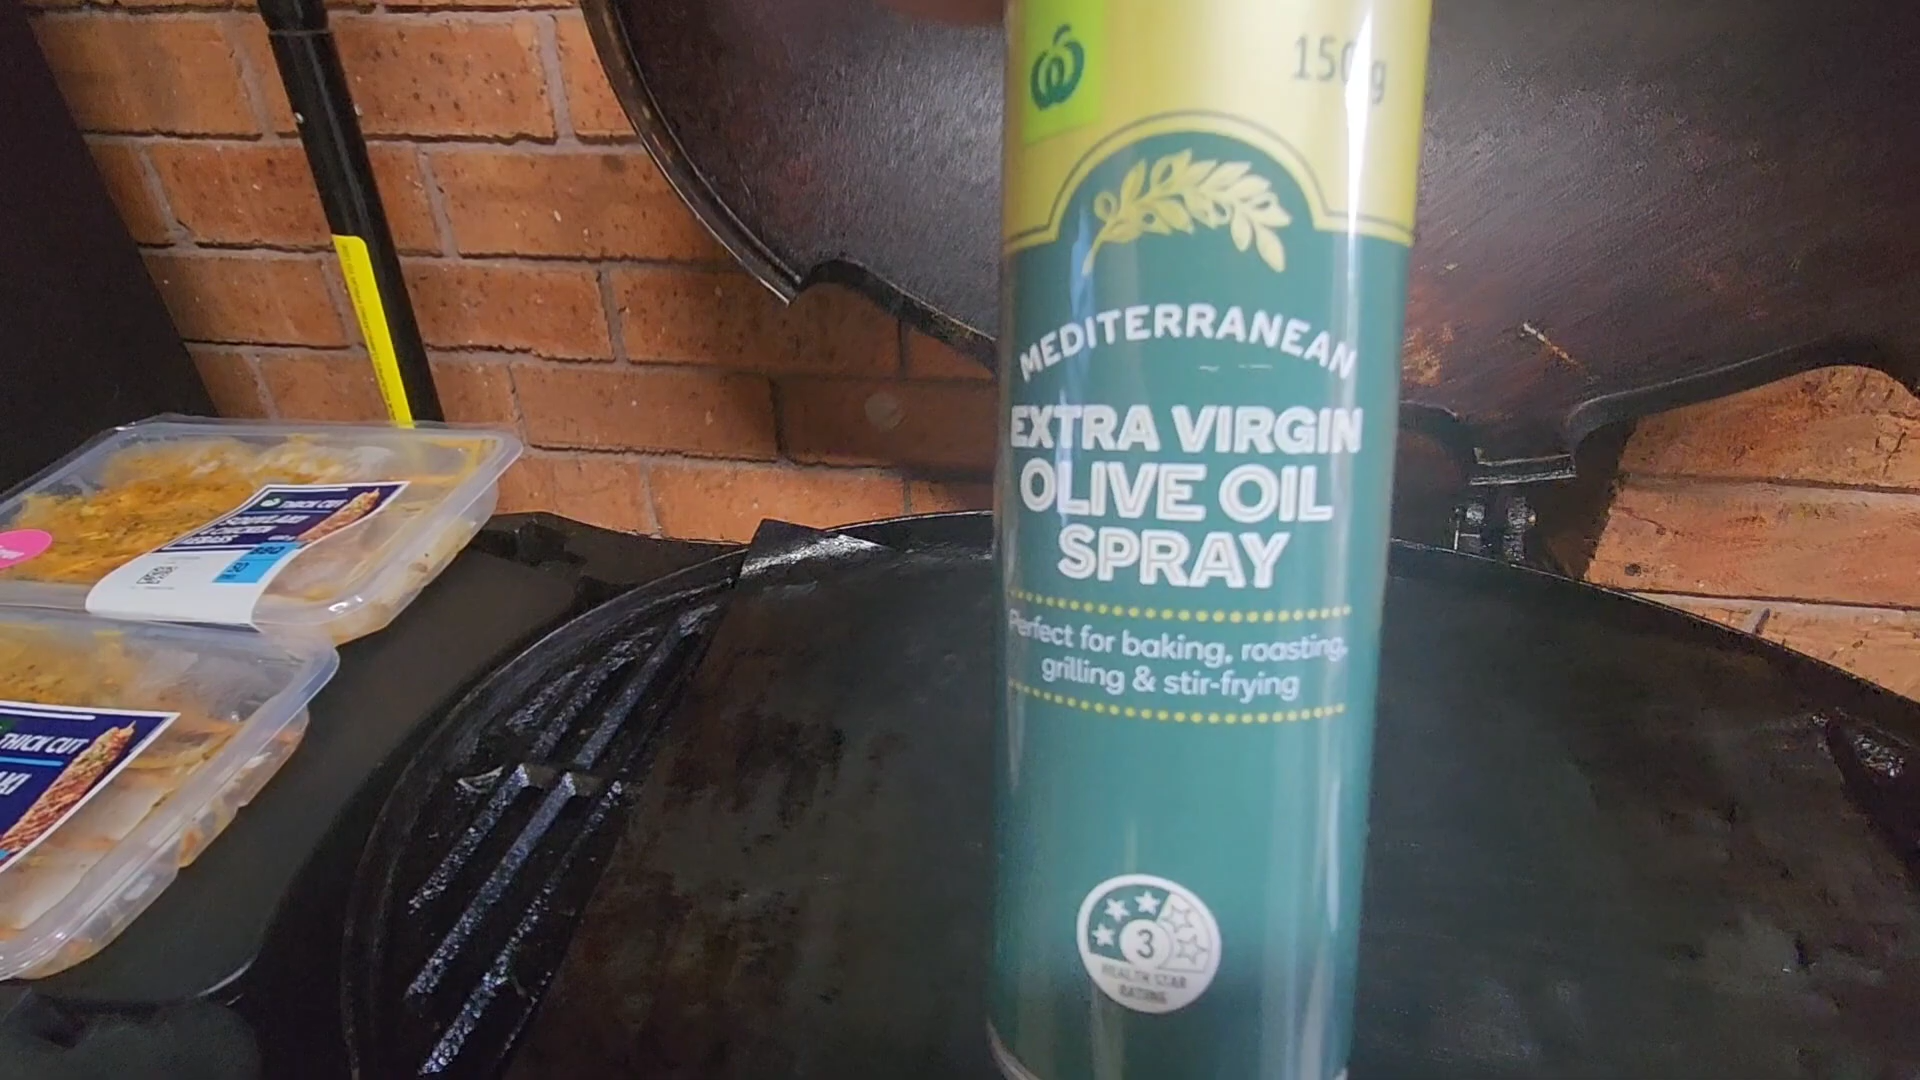 150g
MEDITERRANEAN
EXTRA VIRGIN
OLIVE OIL
SPRAY
Perfect for baking, roasting,
grilling & stir-frying
3
HEALTH STAR
RATING
THICK CUT
THICK CUT